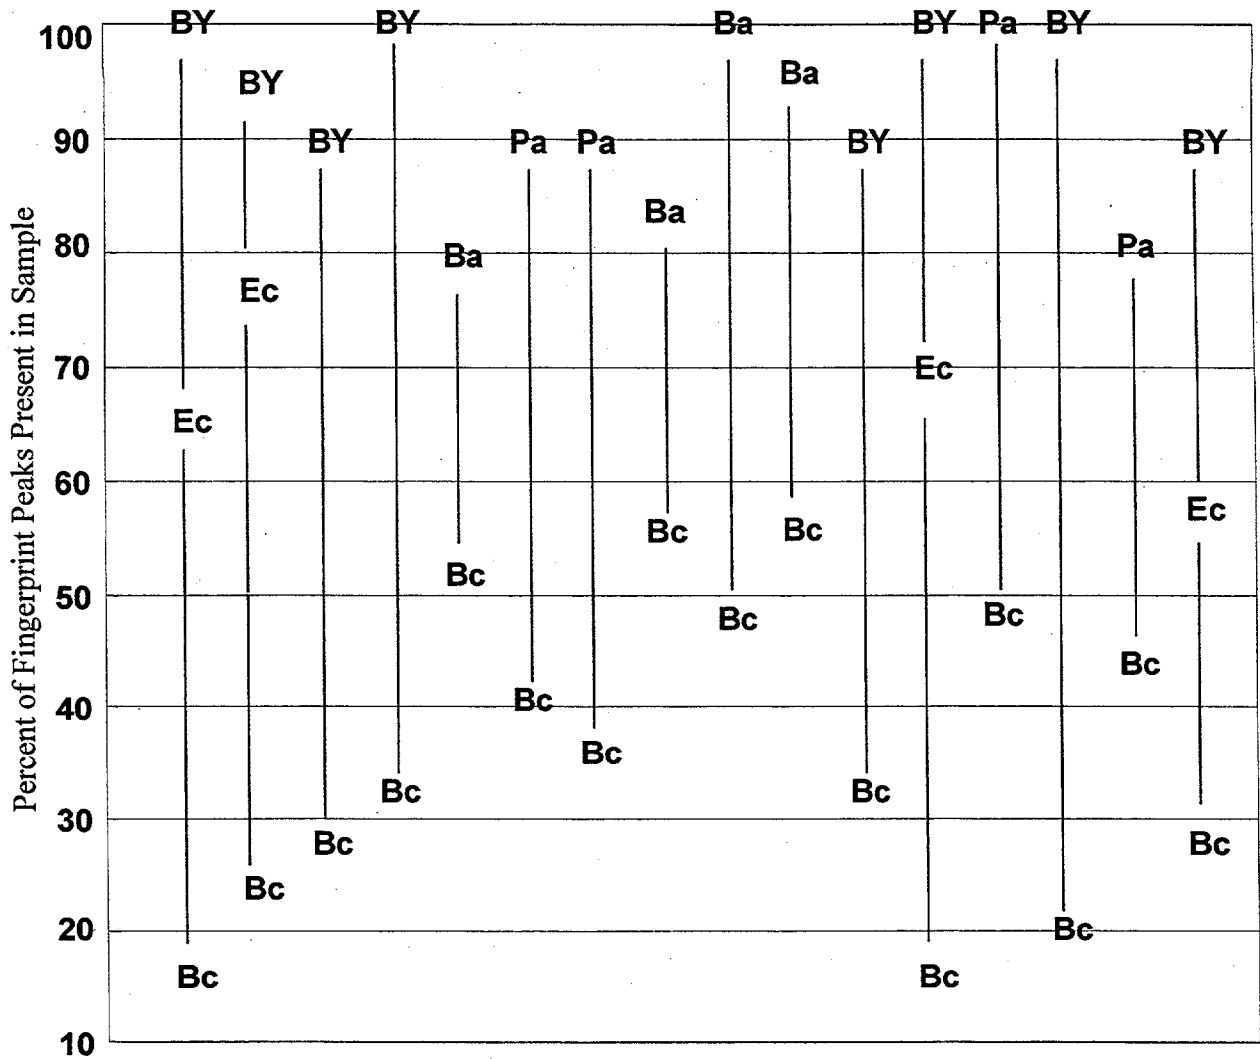 Percent of Fingerprint Peaks Present in Sample
100
90
80
70
60
50
40
30
20
10
BY BY Ba BY Pa BY
BY Ba
BY Pa Pa BY BY
Ba
Ba Pa
Ec
Ec
Ec
Ec
Bc Bc
Bc
Bc Bc
Bc
Bc
Bc
Bc Bc
Bc Bc
Bc
Bc
Bc Bc